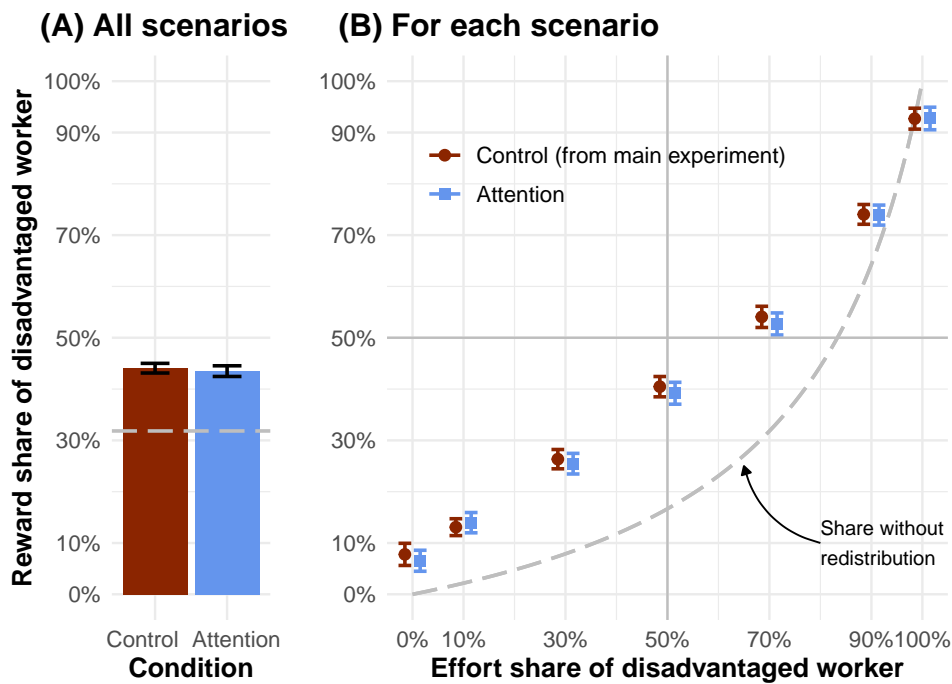 (A) All scenarios
(B) For each scenario
Reward share of disadvantaged worker
100%
90%
70%
50%
30%
10%
0%
Control
Attention
Condition
100%
90%
70%
50%
30%
10%
0%
Control (from main experiment)
Attention
Share without
redistribution
0%
10%
30%
50%
70%
90%
100%
Effort share of disadvantaged worker